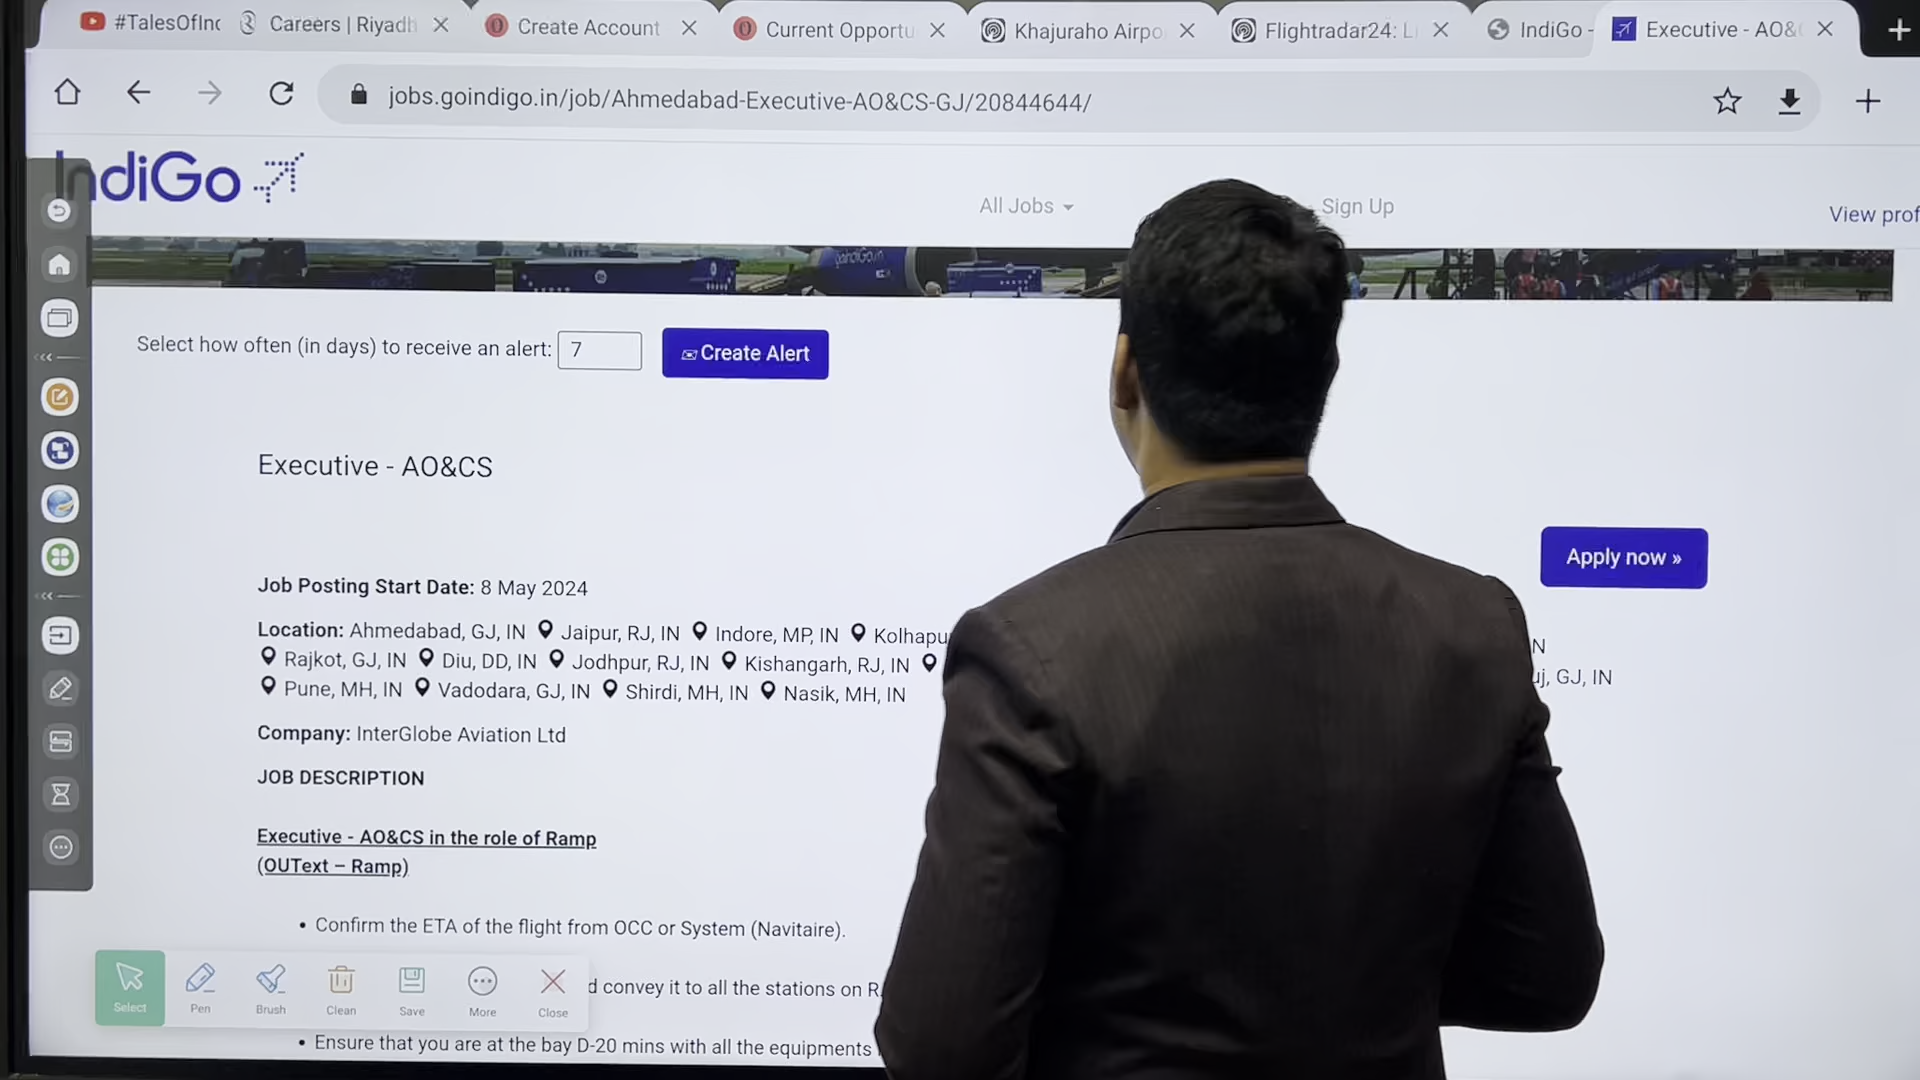 #TalesOfInd
Careers | Riyadh
Create Account
Current Opportu
Khajuraho Airpo
Flightradar24: L
IndiGo -
Executive - AO&
jobs.goindigo.in/job/Ahmedabad-Executive-AO&CS-GJ/20844644/
IndiGo
All Jobs
Sign Up
View prof
Select how often (in days) to receive an alert: 7
Create Alert
Executive - AO&CS
Apply now »
Job Posting Start Date: 8 May 2024
Location: Ahmedabad, GJ, IN Jaipur, RJ, IN Indore, MP, IN Kolhapu
Rajkot, GJ, IN Diu, DD, IN Jodhpur, RJ, IN Kishangarh, RJ, IN uj, GJ, IN
Pune, MH, IN Vadodara, GJ, IN Shirdi, MH, IN Nasik, MH, IN
Company: InterGlobe Aviation Ltd
JOB DESCRIPTION
Executive - AO&CS in the role of Ramp
(OUText – Ramp)
• Confirm the ETA of the flight from OCC or System (Navitaire).
d convey it to all the stations on R
• Ensure that you are at the bay D-20 mins with all the equipments
Select
Pen
Brush
Clean
Save
More
Close